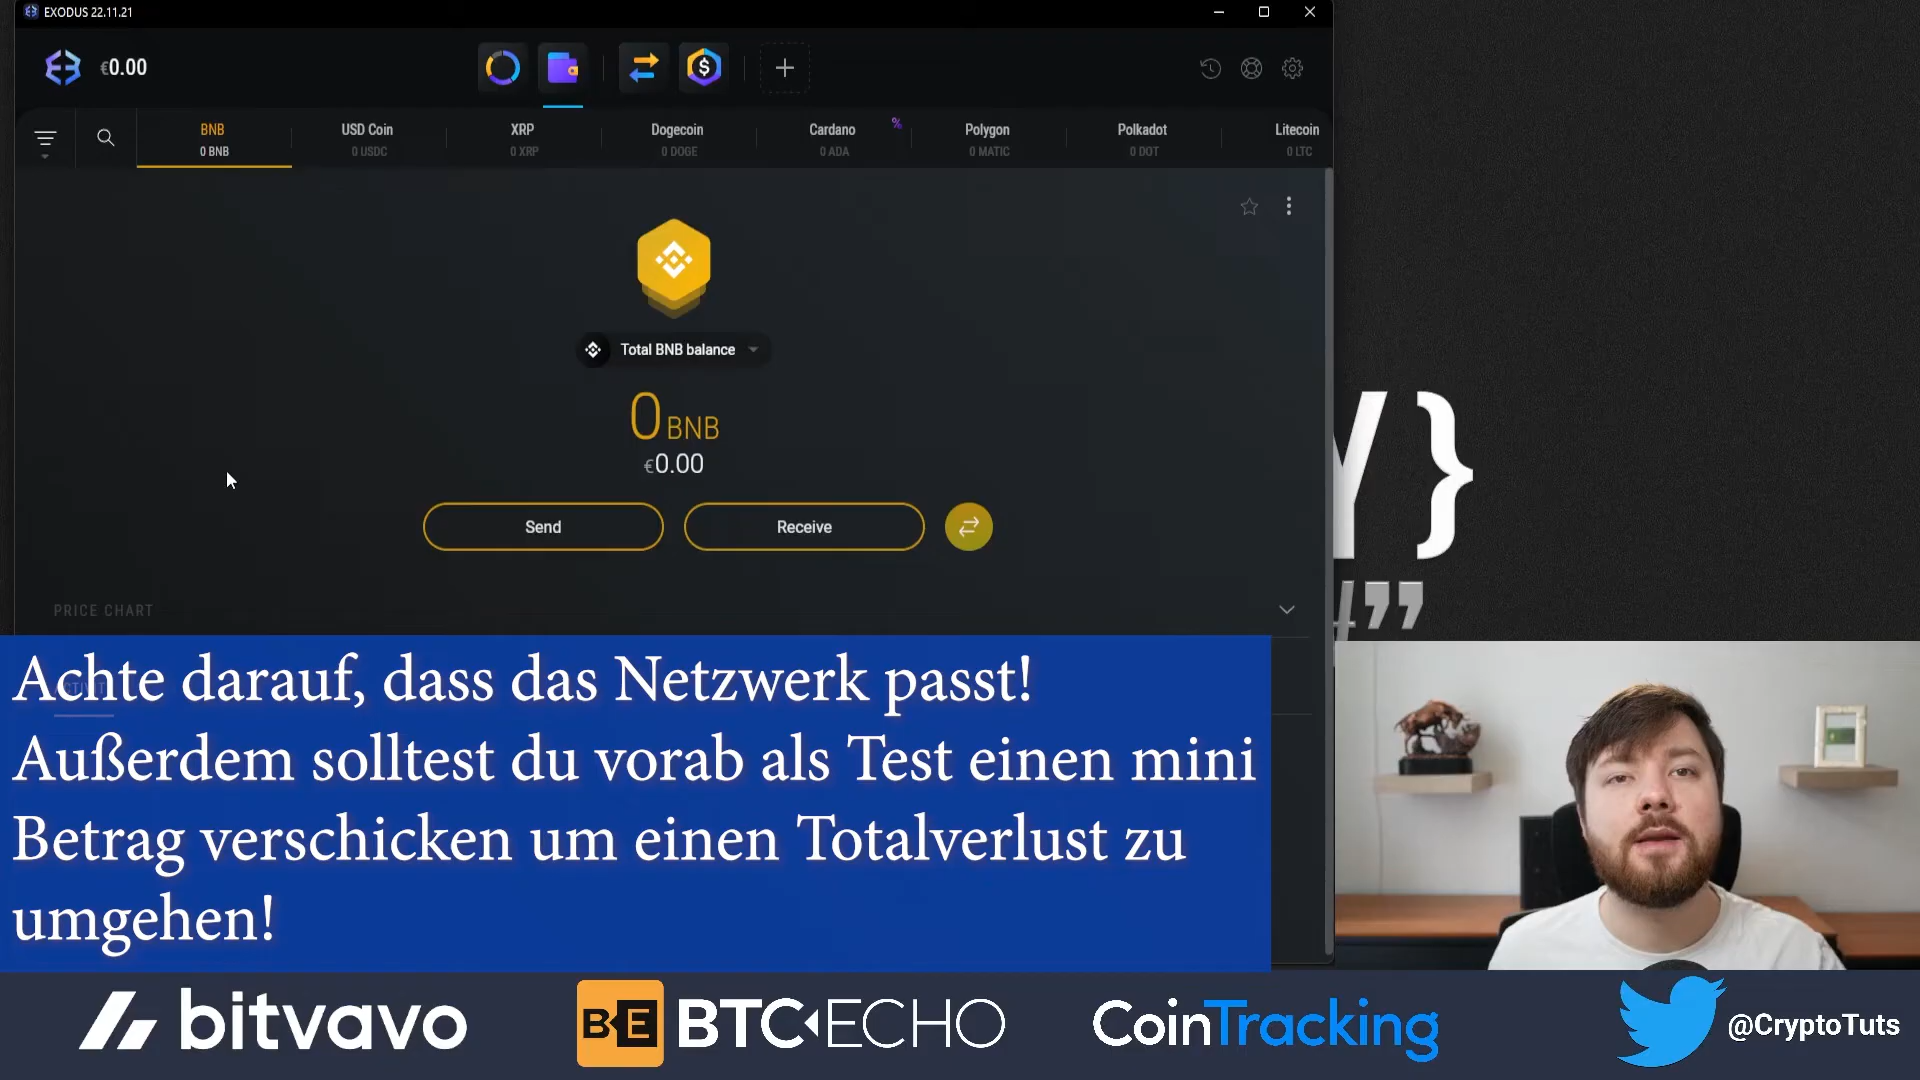 EXODUS 22.11.21
€0.00
BNB
0 BNB
USD Coin
0 USDC
XRP
0 XRP
Dogecoin
0 DOGE
Cardano
0 ADA
%
Polygon
0 MATIC
Polkadot
0 DOT
Litecoin
0 LTC
Total BNB balance
0 BNB
€0.00
Send
Receive
PRICE CHART
Y}
#”
Achte darauf, dass das Netzwerk passt!
Außerdem solltest du vorab als Test einen mini
Betrag verschicken um einen Totalverlust zu
umgehen!
bitvavo
BE BTC ECHO
CoinTracking
@CryptoTuts